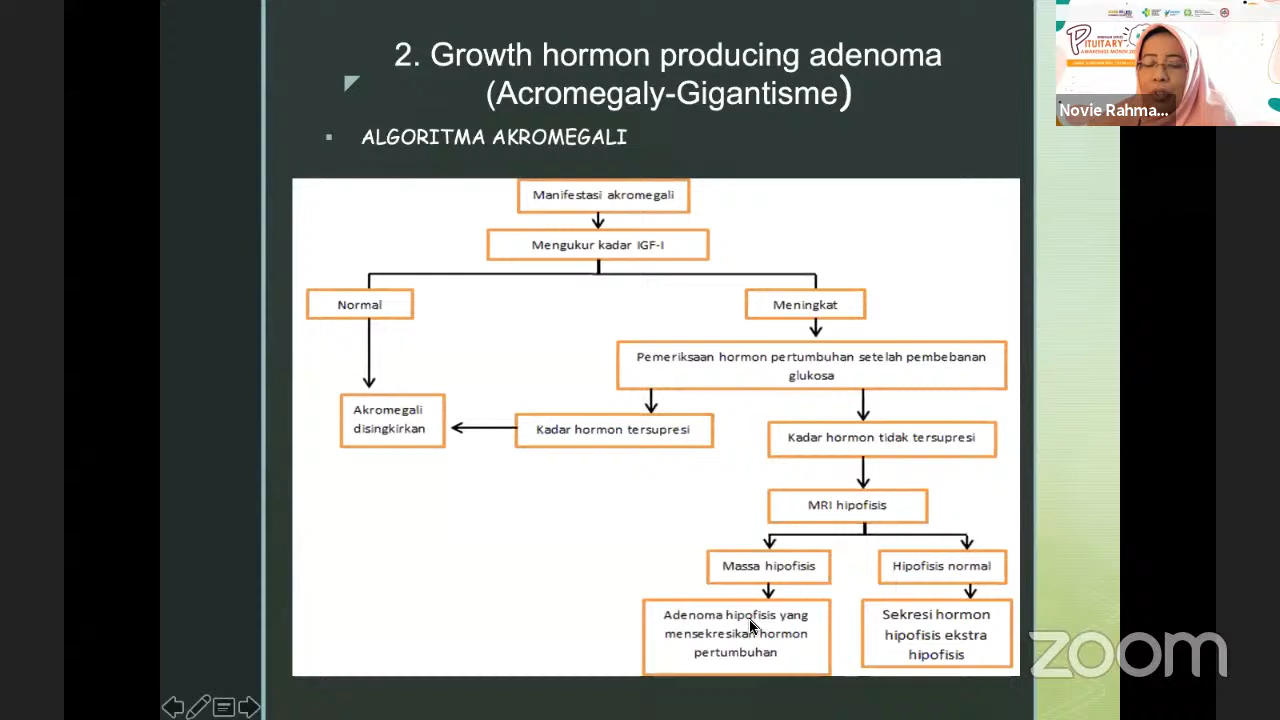 2. Growth hormon producing adenoma
(Acromegaly-Gigantisme)
ALGORITMA AKROMEGALI
Manifestasi akromegali
Mengukur kadar IGF-I
Normal
Meningkat
Pemeriksaan hormon pertumbuhan setelah pembebanan
glukosa
Akromegali
disingkirkan
Kadar hormon tersupresi
Kadar hormon tidak tersupresi
MRI hipofisis
Massa hipofisis
Hipofisis normal
Adenoma hipofisis yang
mensekresikan hormon
pertumbuhan
Sekresi hormon
hipofisis ekstra
hipofisis
PITUITARY
Novie Rahma...
zoom